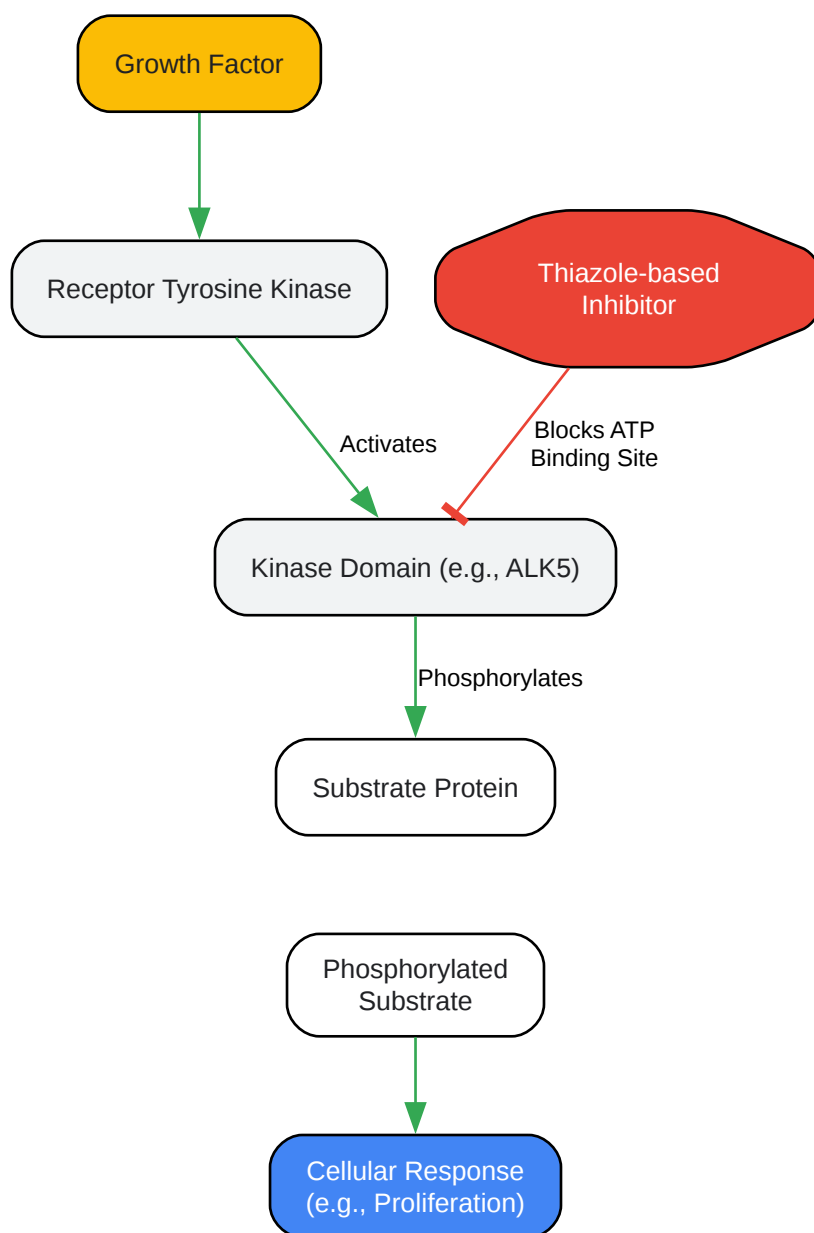 Growth Factor
Receptor Tyrosine Kinase
Thiazole-based
Inhibitor
Activates
Blocks ATP
Binding Site
Kinase Domain (e.g., ALK5)
Phosphorylates
Substrate Protein
Phosphorylated
Substrate
Cellular Response
(e.g., Proliferation)